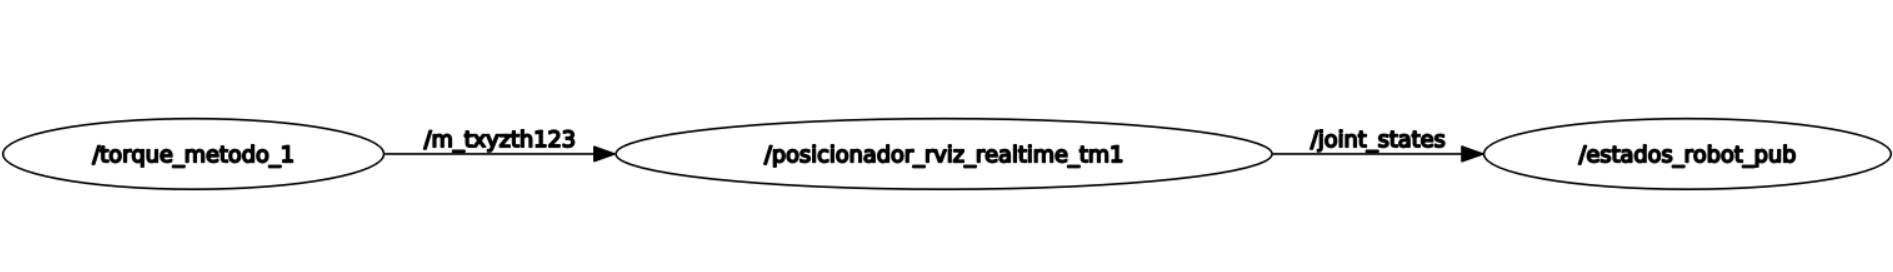 /torque_metodo_1
/m_txyzth123
/posicionador_rviz_realtime_tm1
/joint_states
/estados_robot_pub